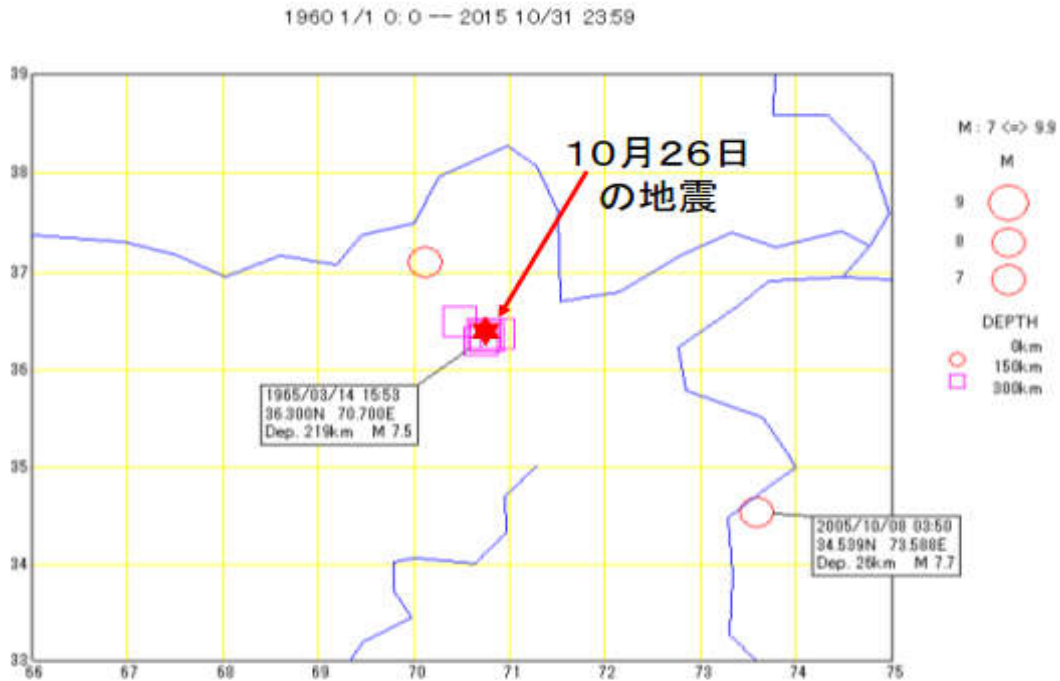 1960 1/1 0: 0 -- 2015 10/31 23:59
39
38
37
36
35
34
33
66
67
68
69
70
71
72
73
74
75
10月26日
の地震
1965/03/14 15:53
36.300N 70.700E
Dep. 219km M 7.5
2005/10/08 03:50
34.539N 73.588E
Dep. 26km M 7.7
M : 7 <=> 9.9
M
9
8
7
DEPTH
0km
150km
300km